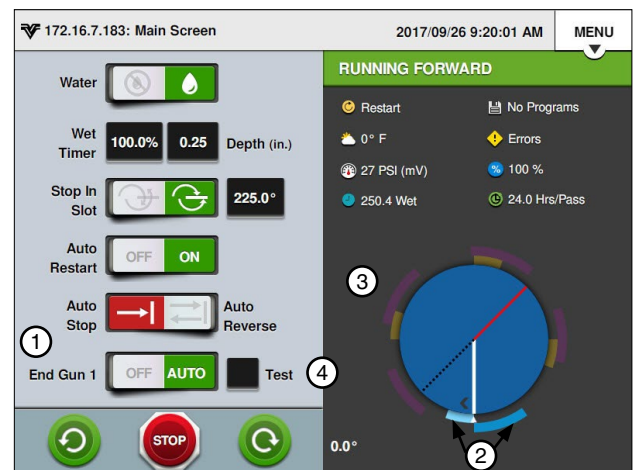 172.16.7.183: Main Screen 2017/09/26 9:20:01 AM MENU
Water
Wet Timer 100.0% 0.25 Depth (in.)
Stop In Slot 225.0°
Auto Restart OFF ON
Auto Stop Auto Reverse
1
End Gun 1 OFF AUTO Test
STOP
RUNNING FORWARD
Restart No Programs
0° F Errors
27 PSI (mV) % 100 %
250.4 Wet 24.0 Hrs/Pass
3
4
0.0°
2